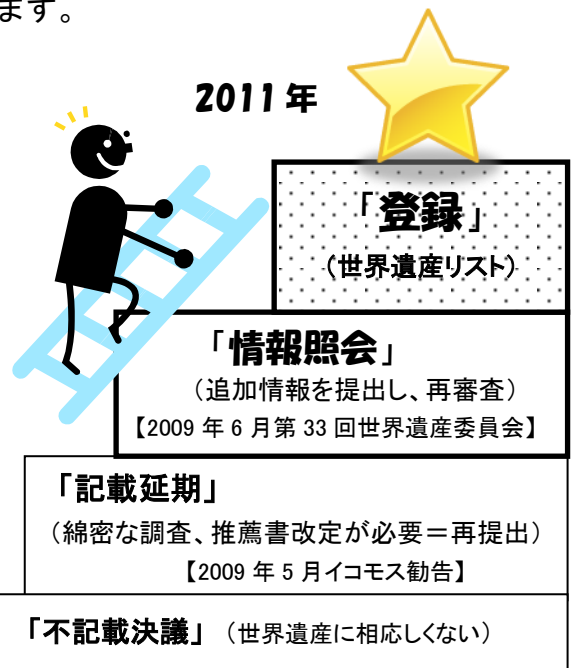 ます。
2011年
「登録」
(世界遺産リスト)
「情報照会」
(追加情報を提出し、再審査)
【2009年6月第33回世界遺産委員会】
「記載延期」
(綿密な調査、推薦書改定が必要=再提出)
【2009年5月イコモス勧告】
「不記載決議」(世界遺産に相応しくない)